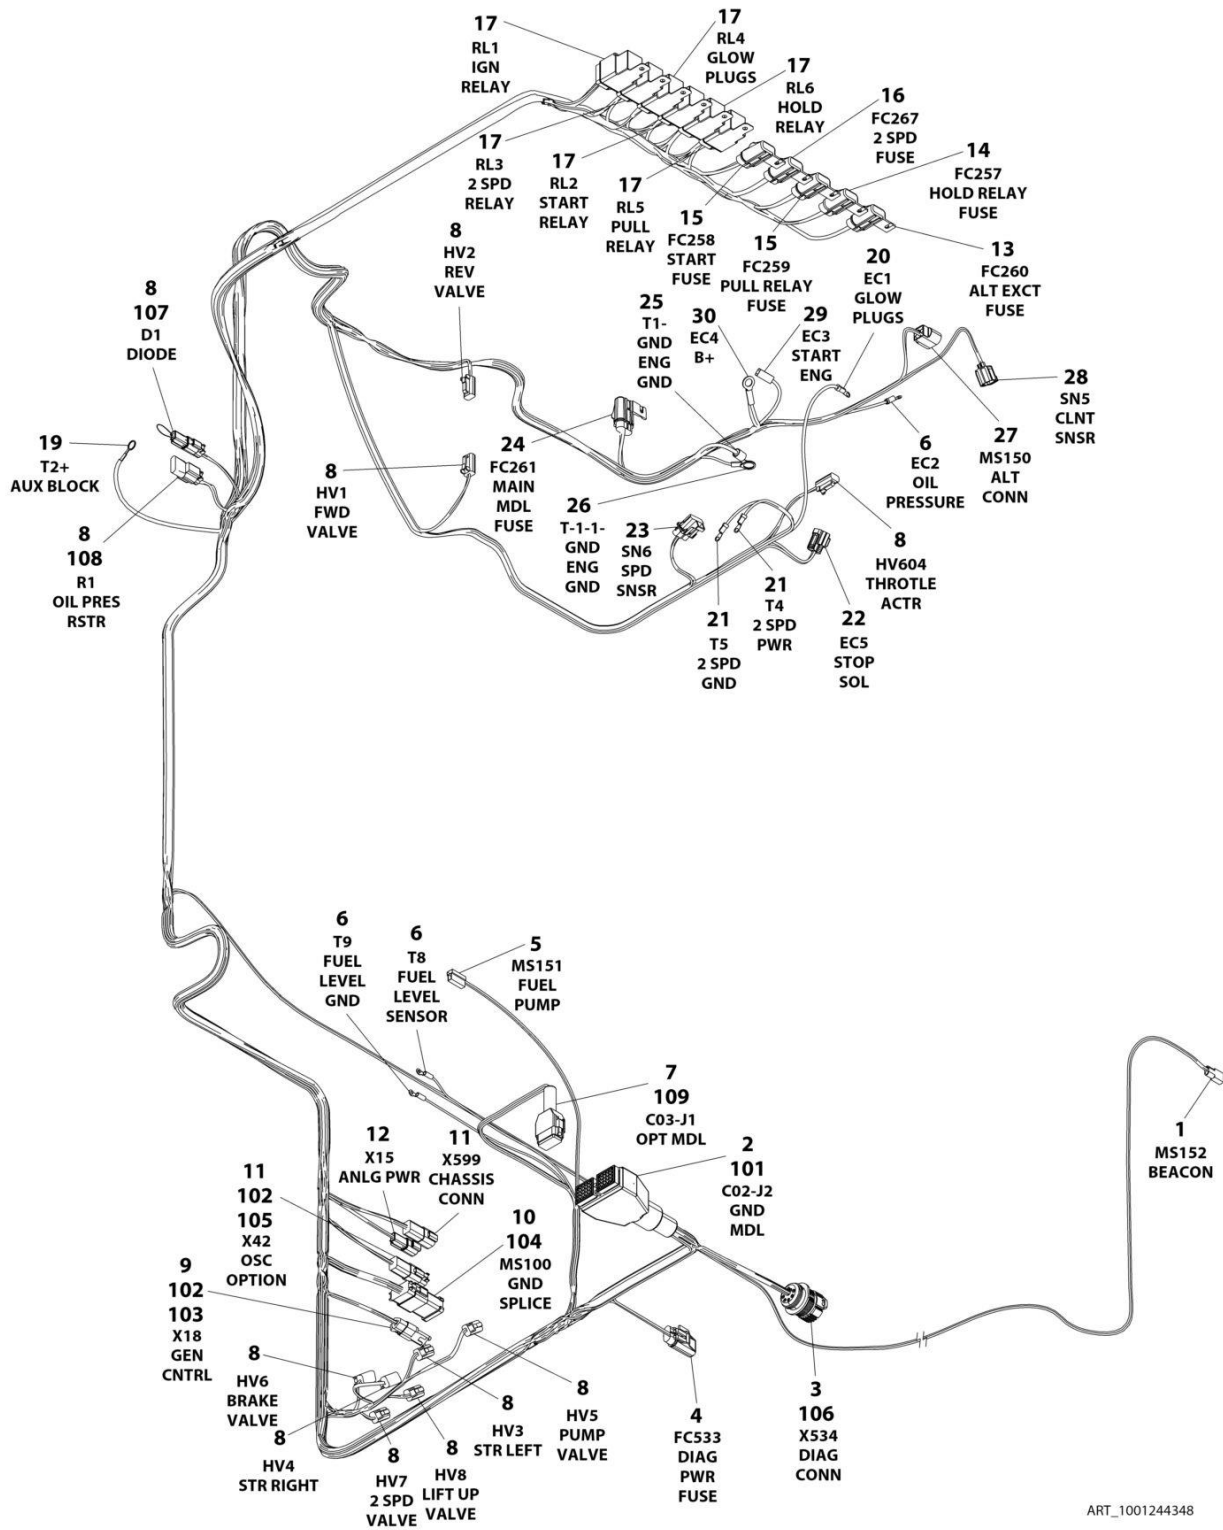 17
RL1
IGN
RELAY
17
RL4
GLOW
PLUGS
17
RL6
HOLD
RELAY
16
FC267
2 SPD
FUSE
14
FC257
HOLD RELAY
FUSE
17
RL3
2 SPD
RELAY
17
RL2
START
RELAY
17
RL5
PULL
RELAY
15
FC258
START
FUSE
15
FC259
PULL RELAY
FUSE
13
FC260
ALT EXCT
FUSE
8
HV2
REV
VALVE
20
EC1
GLOW
PLUGS
8
107
D1
DIODE
25
T1-
GND
ENG
GND
30
EC4
B+
29
EC3
START
ENG
28
SN5
CLNT
SNSR
19
T2+
AUX BLOCK
24
FC261
MAIN
MDL
FUSE
6
EC2
OIL
PRESSURE
27
MS150
ALT
CONN
8
HV1
FWD
VALVE
26
T-1-1-
GND
ENG
GND
23
SN6
SPD
SNSR
8
HV604
THROTLE
ACTR
8
108
R1
OIL PRES
RSTR
21
T5
2 SPD
GND
21
T4
2 SPD
PWR
22
EC5
STOP
SOL
6
T9
FUEL
LEVEL
GND
6
T8
FUEL
LEVEL
SENSOR
5
MS151
FUEL
PUMP
7
109
C03-J1
OPT MDL
2
101
C02-J2
GND
MDL
1
MS152
BEACON
12
X15
ANLG PWR
11
X599
CHASSIS
CONN
11
102
105
X42
OSC
OPTION
10
104
MS100
GND
SPLICE
9
102
103
X18
GEN
CNTRL
8
HV6
BRAKE
VALVE
8
HV4
STR RIGHT
8
HV7
2 SPD
VALVE
8
HV8
LIFT UP
VALVE
8
HV3
STR LEFT
8
HV5
PUMP
VALVE
4
FC533
DIAG
PWR
FUSE
3
106
X534
DIAG
CONN
ART_1001244348